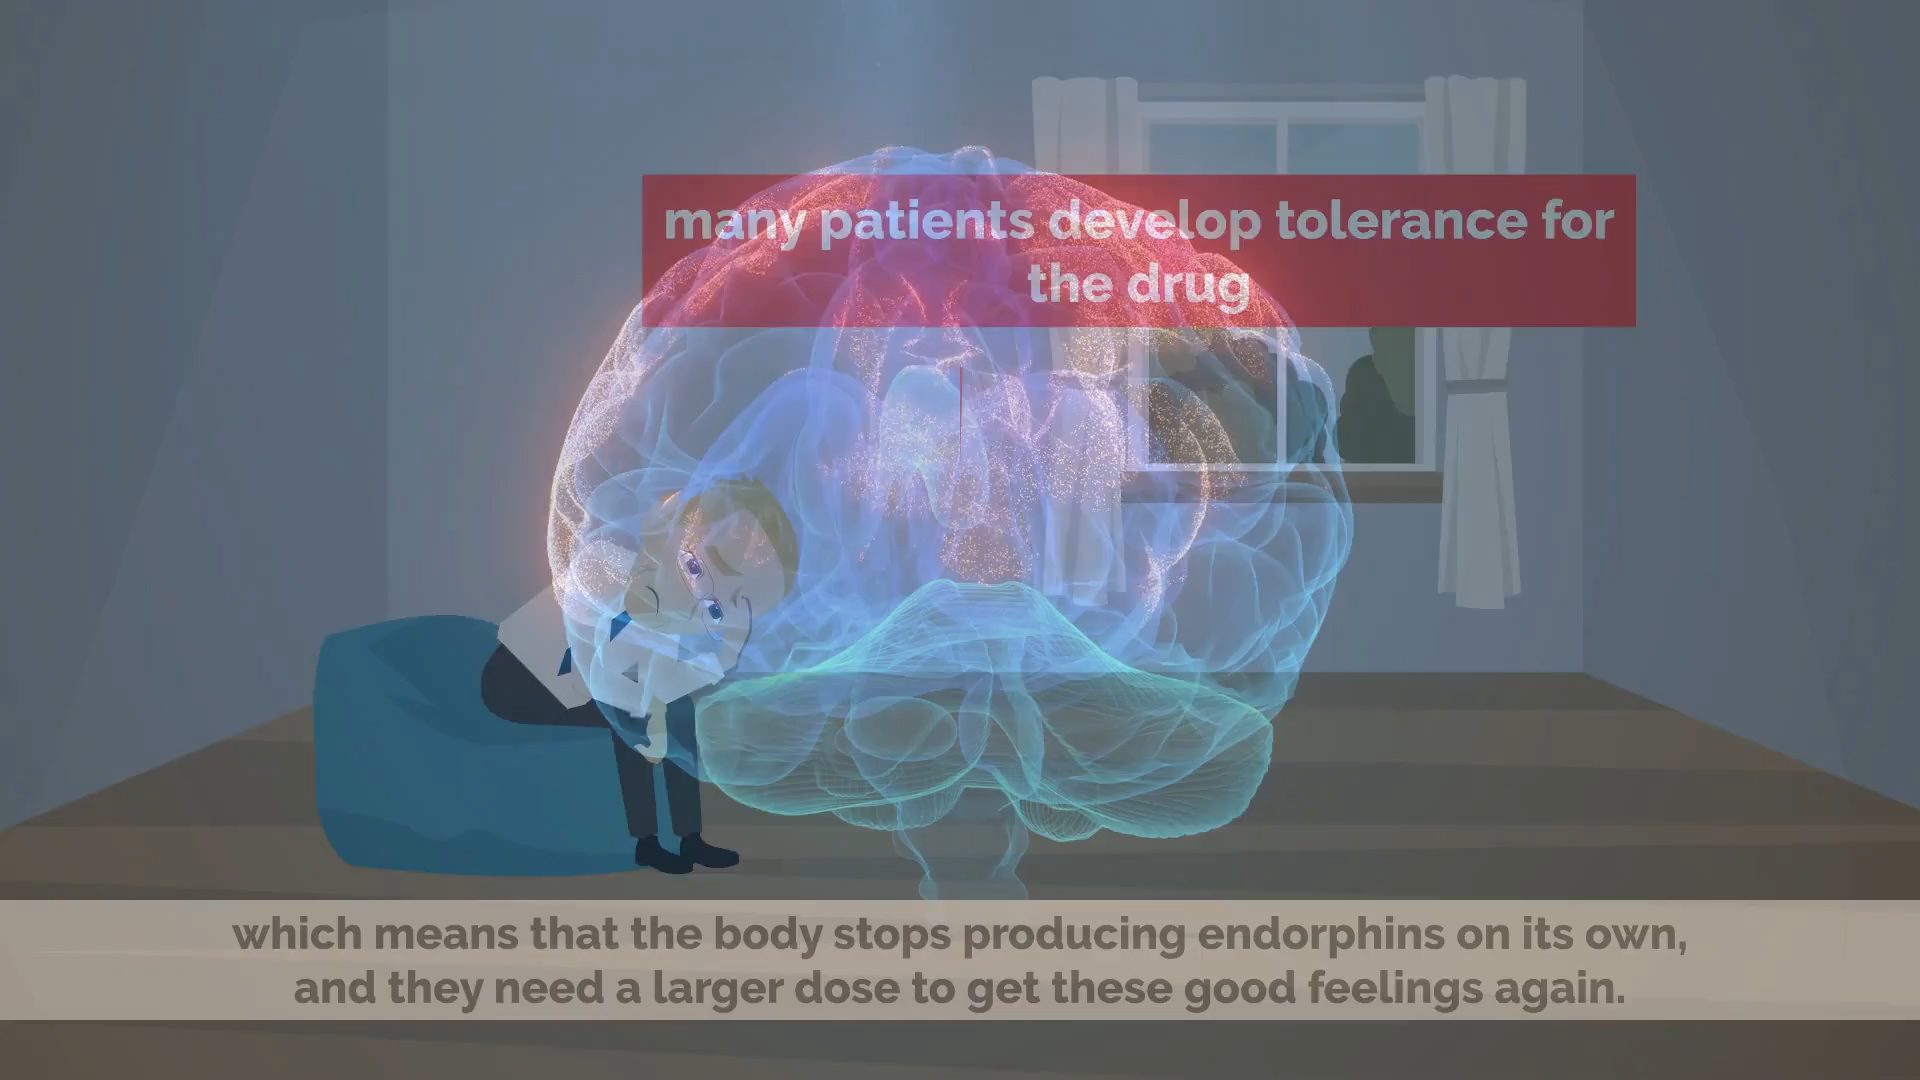 many patients develop tolerance for
the drug
which means that the body stops producing endorphins on its own,
and they need a larger dose to get these good feelings again.